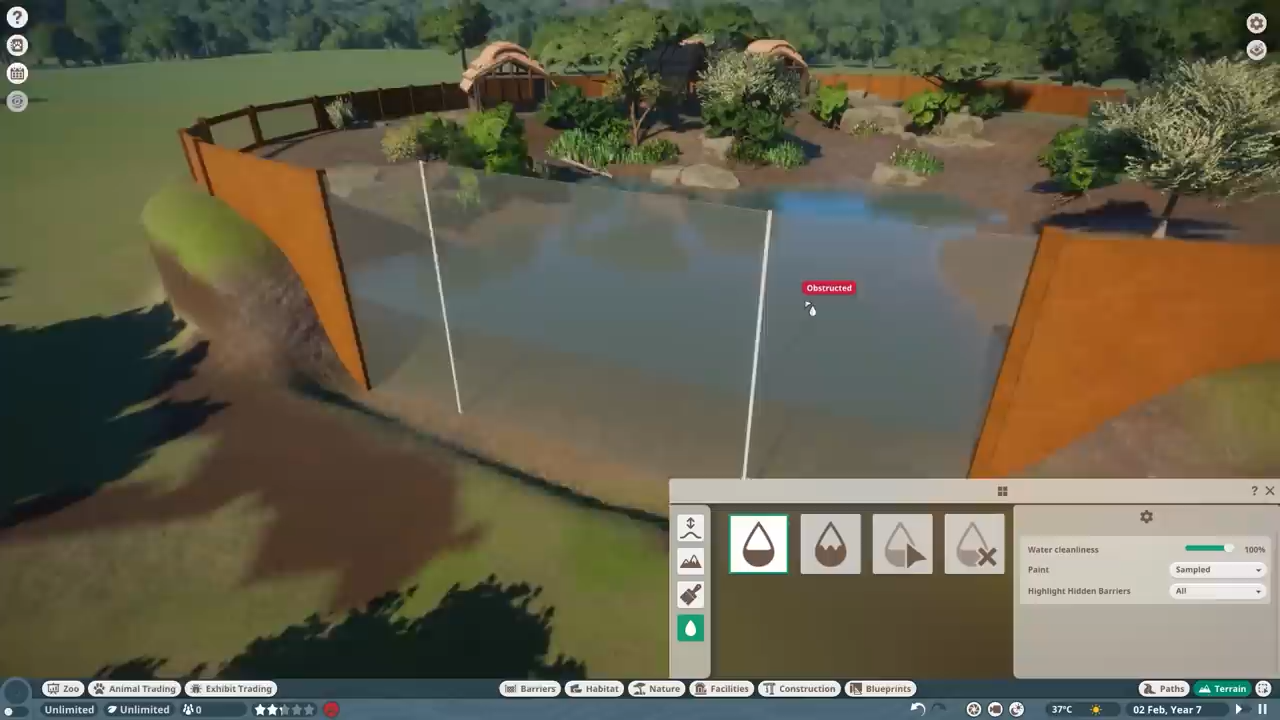 ?
Obstructed
?
Water cleanliness 100%
Paint Sampled
Highlight Hidden Barriers All
Zoo Animal Trading Exhibit Trading Barriers Habitat Nature Facilities Construction Blueprints Paths Terrain
Unlimited Unlimited 0 37°C 02 Feb, Year 7